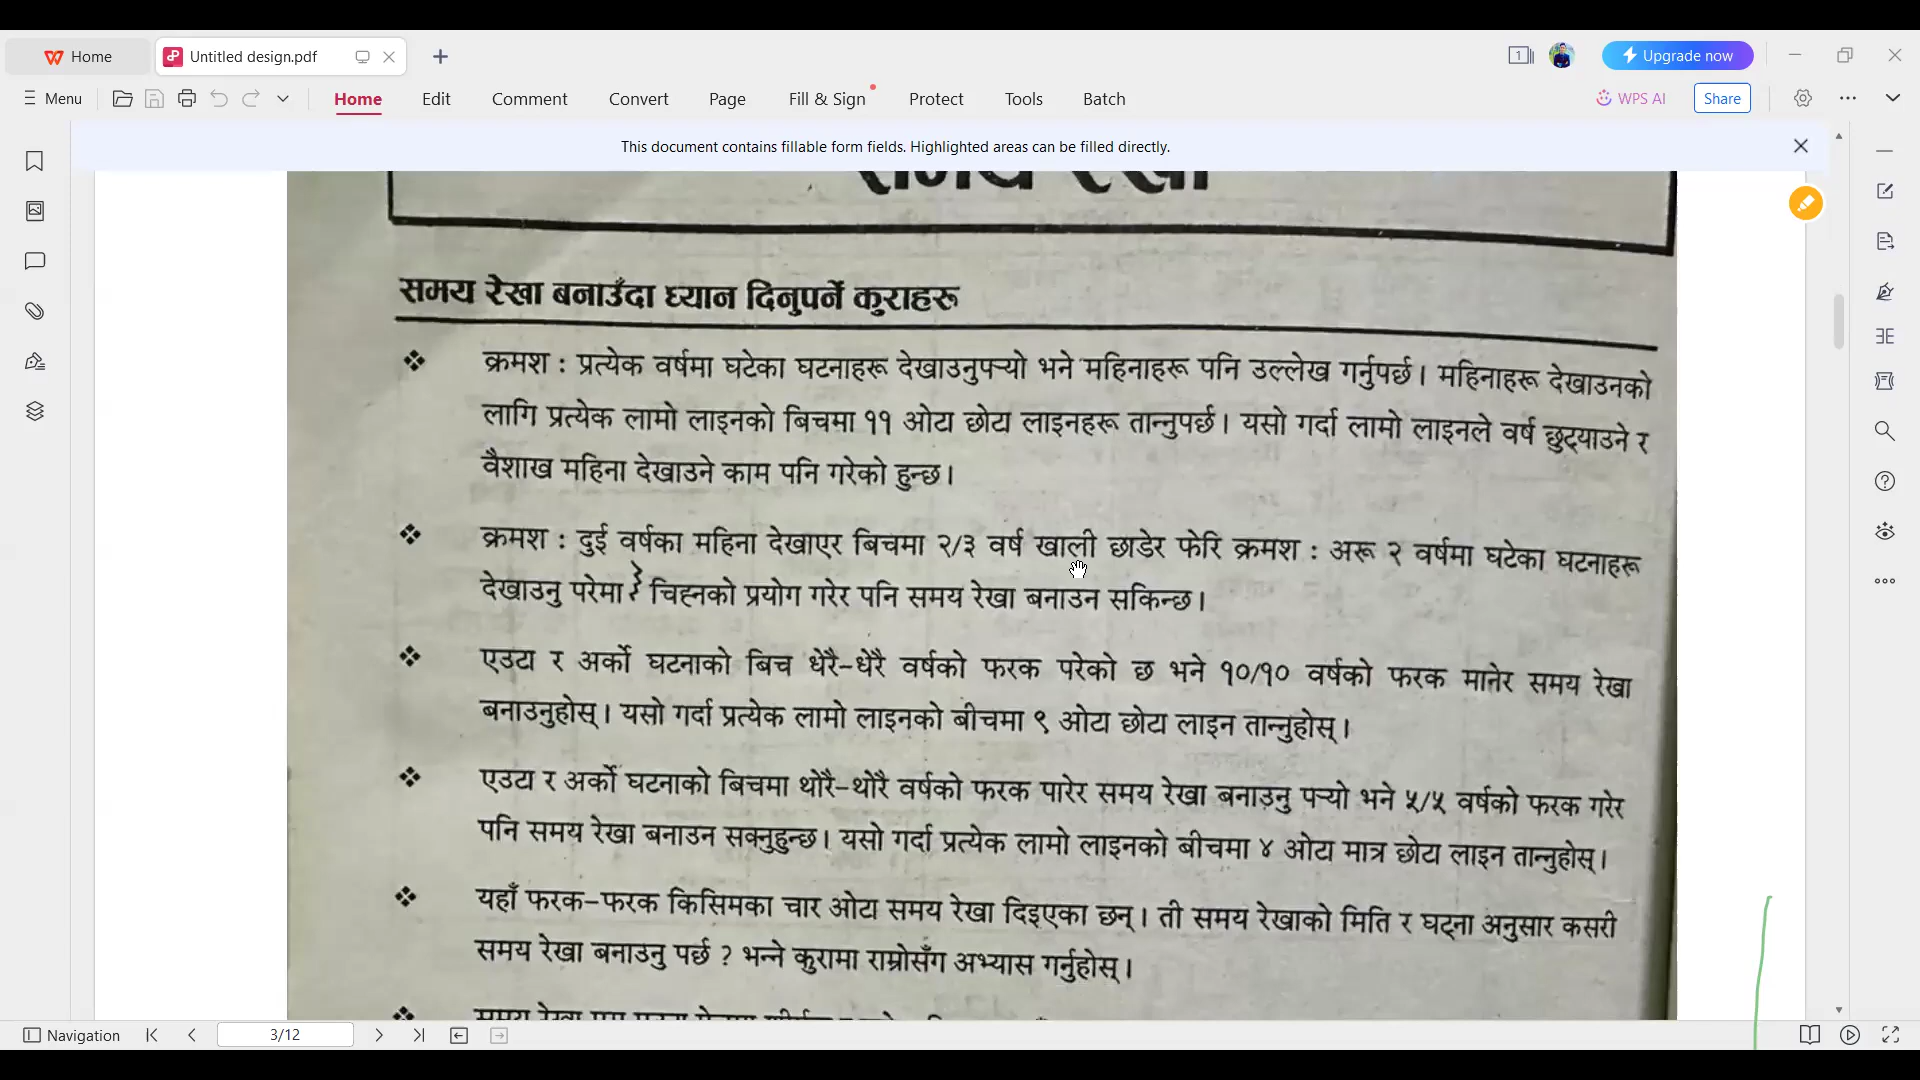 Home
Untitled design.pdf
1
Upgrade now
Menu
Home
Edit
Comment
Convert
Page
Fill & Sign
Protect
Tools
Batch
WPS AI
Share
This document contains fillable form fields. Highlighted areas can be filled directly.
समय रेखा
समय रेखा बनाउँदा ध्यान दिनुपर्ने कुराहरू
❖ क्रमश : प्रत्येक वर्षमा घटेका घटनाहरू देखाउनुपऱ्यो भने महिनाहरू पनि उल्लेख गर्नुपर्छ । महिनाहरू देखाउनको
लागि प्रत्येक लामो लाइनको बिचमा ११ ओटा छोटा लाइनहरू तान्नुपर्छ । यसो गर्दा लामो लाइनले वर्ष छुट्याउने र
वैशाख महिना देखाउने काम पनि गरेको हुन्छ ।
❖ क्रमश : दुई वर्षका महिना देखाएर बिचमा २/३ वर्ष खाली छाडेर फेरि क्रमश : अरू २ वर्षमा घटेका घटनाहरू
देखाउनु परेमा चिह्नको प्रयोग गरेर पनि समय रेखा बनाउन सकिन्छ ।
❖ एउटा र अर्को घटनाको बिच धेरै–धेरै वर्षको फरक परेको छ भने १०/१० वर्षको फरक मानेर समय रेखा
बनाउनुहोस् । यसो गर्दा प्रत्येक लामो लाइनको बीचमा ९ ओटा छोटा लाइन तान्नुहोस् ।
❖ एउटा र अर्को घटनाको बिचमा थोरै–थोरै वर्षको फरक पारेर समय रेखा बनाउनु पऱ्यो भने ५/५ वर्षको फरक गरेर
पनि समय रेखा बनाउन सक्नुहुन्छ । यसो गर्दा प्रत्येक लामो लाइनको बीचमा ४ ओटा मात्र छोटा लाइन तान्नुहोस् ।
❖ यहाँ फरक–फरक किसिमका चार ओटा समय रेखा दिइएका छन् । ती समय रेखाको मिति र घट्ना अनुसार कसरी
समय रेखा बनाउनु पर्छ ? भन्ने कुरामा राम्रोसँग अभ्यास गर्नुहोस् ।
Navigation
3/12